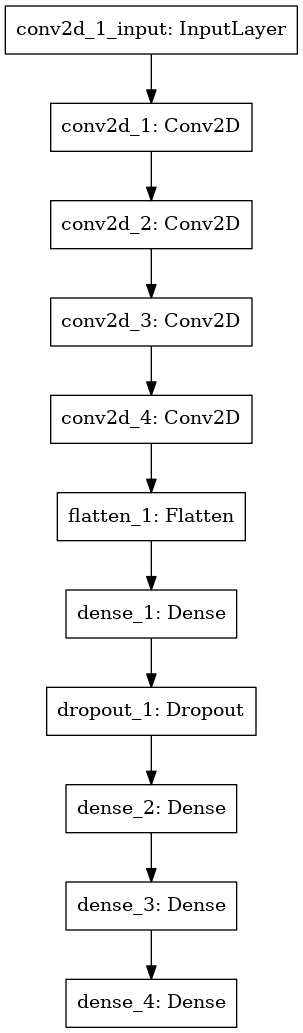 conv2d_1_input: InputLayer
conv2d_1: Conv2D
conv2d_2: Conv2D
conv2d_3: Conv2D
conv2d_4: Conv2D
flatten_1: Flatten
dense_1: Dense
dropout_1: Dropout
dense_2: Dense
dense_3: Dense
dense_4: Dense